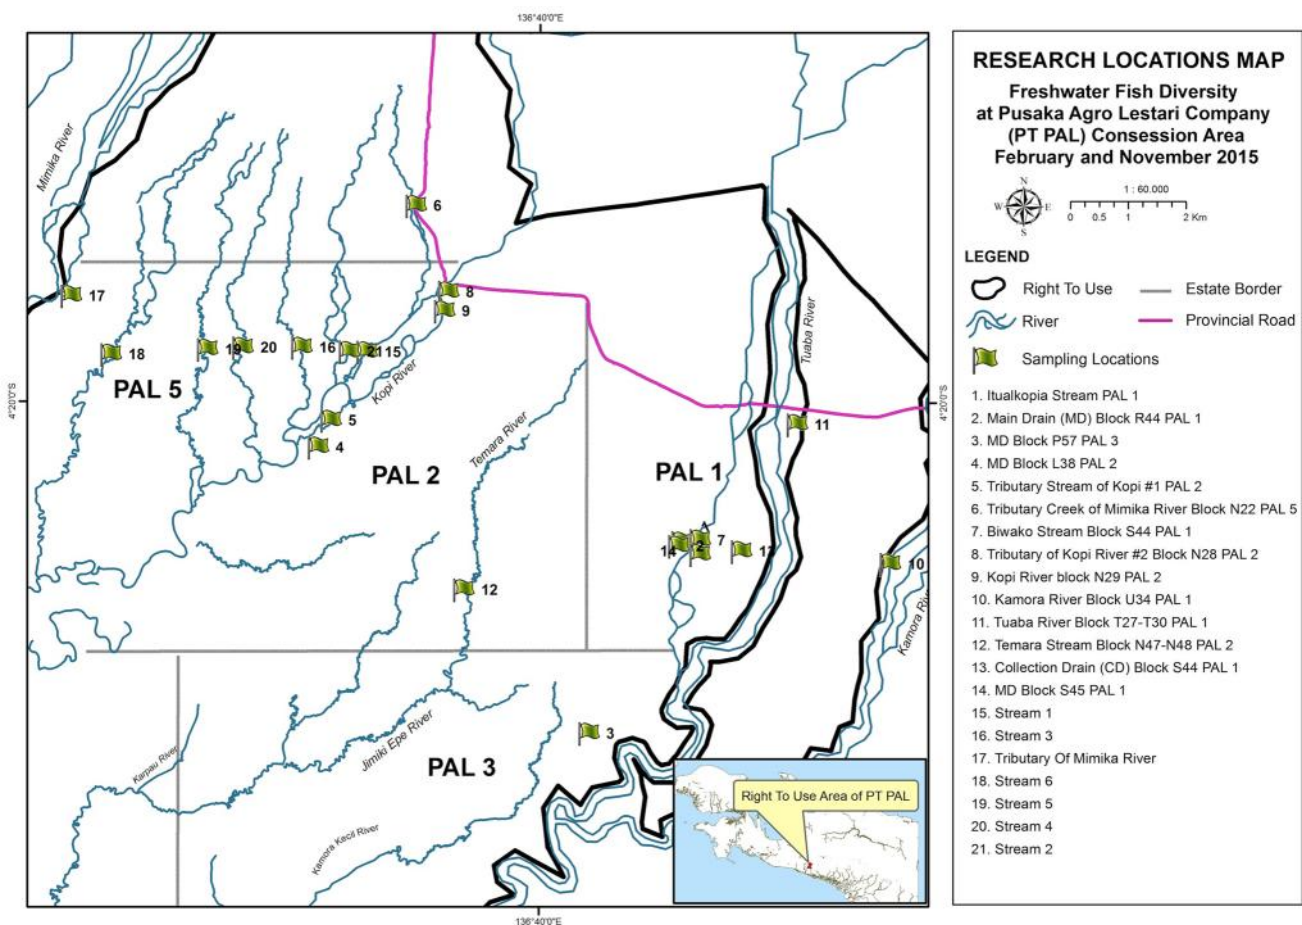 136°40'0"E
Mimika River
6
17
8
9
18
19
20
16
21
15
Kopi River
Tuaba River
PAL 5
4°20'0"S
4°20'0"S
5
11
4
Temara River
PAL 2
PAL 1
7
14
2
10
12
Kamora
PAL 3
3
Jimiki Epe River
Karpau River
Kamora Kecil River
Right To Use Area of PT PAL
136°40'0"E
RESEARCH LOCATIONS MAP
Freshwater Fish Diversity
at Pusaka Agro Lestari Company
(PT PAL) Consession Area
February and November 2015
N
W E
S
1 : 60.000
0 0.5 1 2 Km
LEGEND
Right To Use
Estate Border
River
Provincial Road
Sampling Locations
1. Itualkopia Stream PAL 1
2. Main Drain (MD) Block R44 PAL 1
3. MD Block P57 PAL 3
4. MD Block L38 PAL 2
5. Tributary Stream of Kopi #1 PAL 2
6. Tributary Creek of Mimika River Block N22 PAL 5
7. Biwako Stream Block S44 PAL 1
8. Tributary of Kopi River #2 Block N28 PAL 2
9. Kopi River block N29 PAL 2
10. Kamora River Block U34 PAL 1
11. Tuaba River Block T27-T30 PAL 1
12. Temara Stream Block N47-N48 PAL 2
13. Collection Drain (CD) Block S44 PAL 1
14. MD Block S45 PAL 1
15. Stream 1
16. Stream 3
17. Tributary Of Mimika River
18. Stream 6
19. Stream 5
20. Stream 4
21. Stream 2